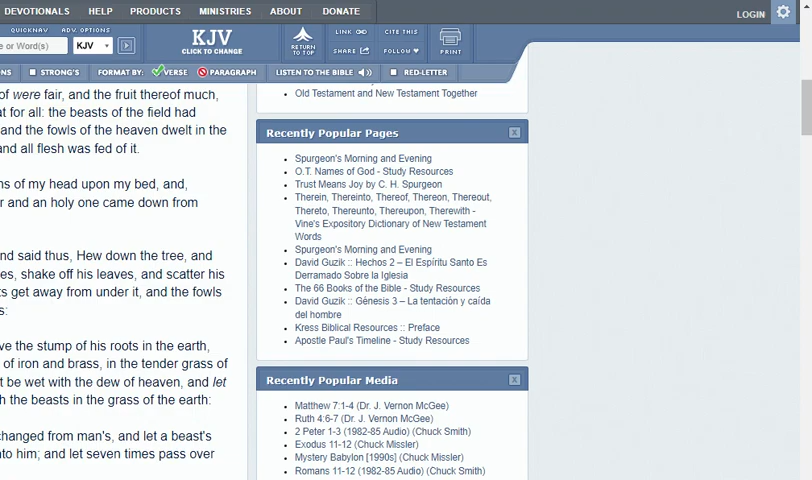 DEVOTIONALS HELP PRODUCTS MINISTRIES ABOUT DONATE
LOGIN
QUICKNAV ADV. OPTIONS
e or Word(s) KJV
KJV
CLICK TO CHANGE
RETURN
TO TOP
LINK CITE THIS
SHARE FOLLOW
PRINT
ONS STRONG'S FORMAT BY: VERSE PARAGRAPH LISTEN TO THE BIBLE RED-LETTER
of were fair, and the fruit thereof much,
at for all: the beasts of the field had
and the fowls of the heaven dwelt in the
and all flesh was fed of it.
ns of my head upon my bed, and,
r and an holy one came down from
nd said thus, Hew down the tree, and
es, shake off his leaves, and scatter his
ts get away from under it, and the fowls
s:
ve the stump of his roots in the earth,
of iron and brass, in the tender grass of
t be wet with the dew of heaven, and let
h the beasts in the grass of the earth:
changed from man's, and let a beast's
nto him; and let seven times pass over
Old Testament and New Testament Together
Recently Popular Pages x
Spurgeon's Morning and Evening
O.T. Names of God - Study Resources
Trust Means Joy by C. H. Spurgeon
Therein, Thereinto, Thereof, Thereon, Thereout,
Thereto, Thereunto, Thereupon, Therewith -
Vine's Expository Dictionary of New Testament
Words
Spurgeon's Morning and Evening
David Guzik :: Hechos 2 – El Espíritu Santo Es
Derramado Sobre la Iglesia
The 66 Books of the Bible - Study Resources
David Guzik :: Génesis 3 – La tentación y caída
del hombre
Kress Biblical Resources :: Preface
Apostle Paul's Timeline - Study Resources
Recently Popular Media x
Matthew 7:1-4 (Dr. J. Vernon McGee)
Ruth 4:6-7 (Dr. J. Vernon McGee)
2 Peter 1-3 (1982-85 Audio) (Chuck Smith)
Exodus 11-12 (Chuck Missler)
Mystery Babylon [1990s] (Chuck Missler)
Romans 11-12 (1982-85 Audio) (Chuck Smith)